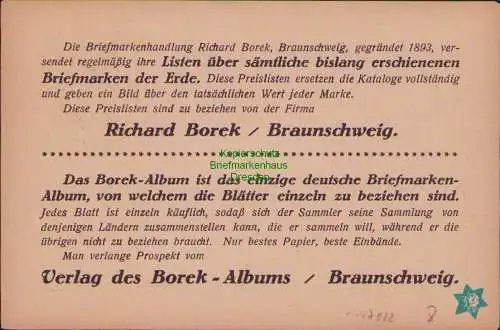 Die Briefmarkenhandlung Richard Borek, Braunschweig, gegründet 1893, ver-
sendet regelmäßig ihre Listen über sämtliche bislang erschienenen
Briefmarken der Erde. Diese Preislisten ersetzen die Kataloge vollständig
und geben ein Bild über den tatsächlichen Wert jeder Marke.
Diese Preislisten sind zu beziehen von der Firma
Richard Borek / Braunschweig.
Kopierschutz
Briefmarkenhaus
Dresden
Das Borek-Album ist das einzige deutsche Briefmarken-
Album, von welchem die Blätter einzeln zu beziehen sind.
Jedes Blatt ist einzeln käuflich, sodaß sich der Sammler seine Sammlung von
denjenigen Ländern zusammenstellen kann, die er sammeln will, während er die
übrigen nicht zu beziehen braucht. Nur bestes Papier, beste Einbände.
Man verlange Prospekt vom
Verlag des Borek-Albums / Braunschweig.